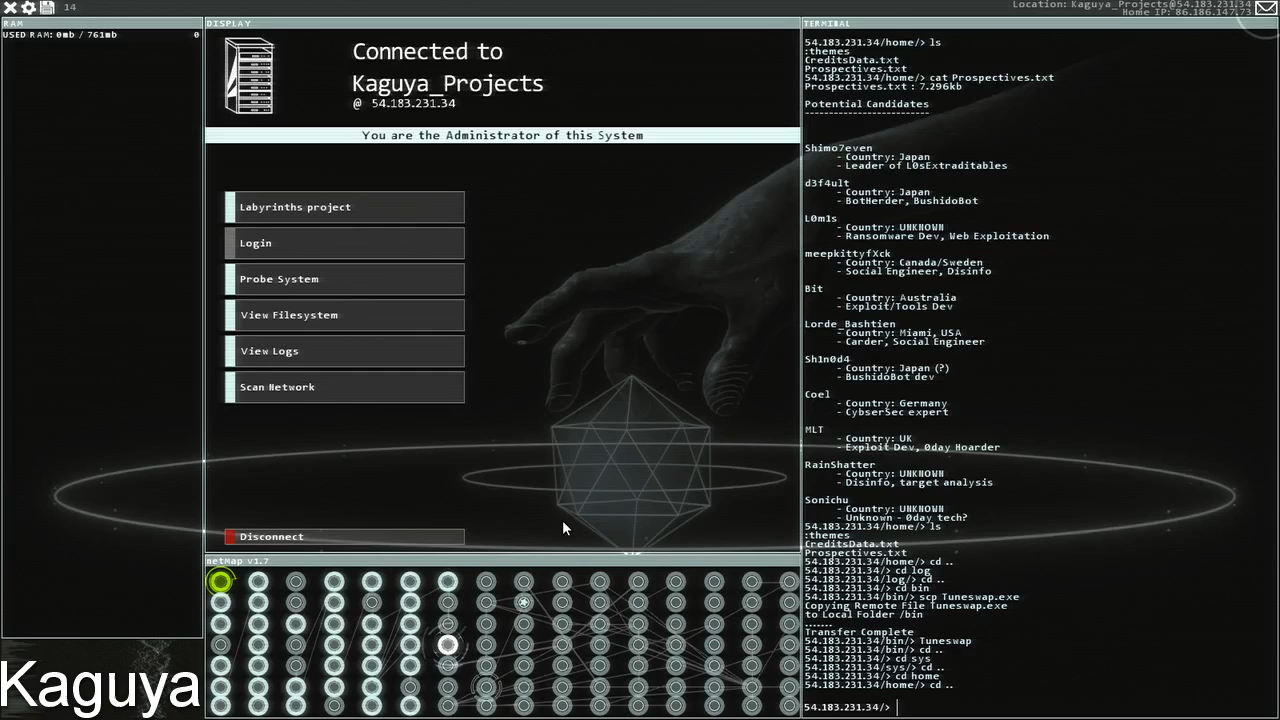 14
Location: Kaguya_Projects@54.183.231.34
Home IP: 86.186.147.73
RAM
USED RAM: 0mb / 761mb 0
DISPLAY
Connected to
Kaguya_Projects
@ 54.183.231.34
You are the Administrator of this System
Labyrinths project
Login
Probe System
View Filesystem
View Logs
Scan Network
Disconnect
netMap v1.7
Kaguya
TERMINAL
54.183.231.34/home/> ls
:themes
CreditsData.txt
Prospectives.txt
54.183.231.34/home/> cat Prospectives.txt
Prospectives.txt : 7.296kb
Potential Candidates
-------------------------
Shimo7even
- Country: Japan
- Leader of L0sExtraditables
d3f4ult
- Country: Japan
- BotHerder, BushidoBot
L0m1s
- Country: UNKNOWN
- Ransomware Dev, Web Exploitation
meepkittyfXck
- Country: Canada/Sweden
- Social Engineer, Disinfo
Bit
- Country: Australia
- Exploit/Tools Dev
Lorde_Bashtien
- Country: Miami, USA
- Carder, Social Engineer
Sh1n0d4
- Country: Japan (?)
- BushidoBot dev
Coel
- Country: Germany
- CybserSec expert
MLT
- Country: UK
- Exploit Dev, 0day Hoarder
RainShatter
- Country: UNKNOWN
- Disinfo, target analysis
Sonichu
- Country: UNKNOWN
- Unknown - 0day tech?
54.183.231.34/home/> ls
:themes
CreditsData.txt
Prospectives.txt
54.183.231.34/home/> cd ..
54.183.231.34/> cd log
54.183.231.34/log/> cd ..
54.183.231.34/> cd bin
54.183.231.34/bin/> scp Tuneswap.exe
Copying Remote File Tuneswap.exe
to Local Folder /bin
.......
Transfer Complete
54.183.231.34/bin/> Tuneswap
54.183.231.34/bin/> cd ..
54.183.231.34/> cd sys
54.183.231.34/sys/> cd ..
54.183.231.34/> cd home
54.183.231.34/home/> cd ..
54.183.231.34/>